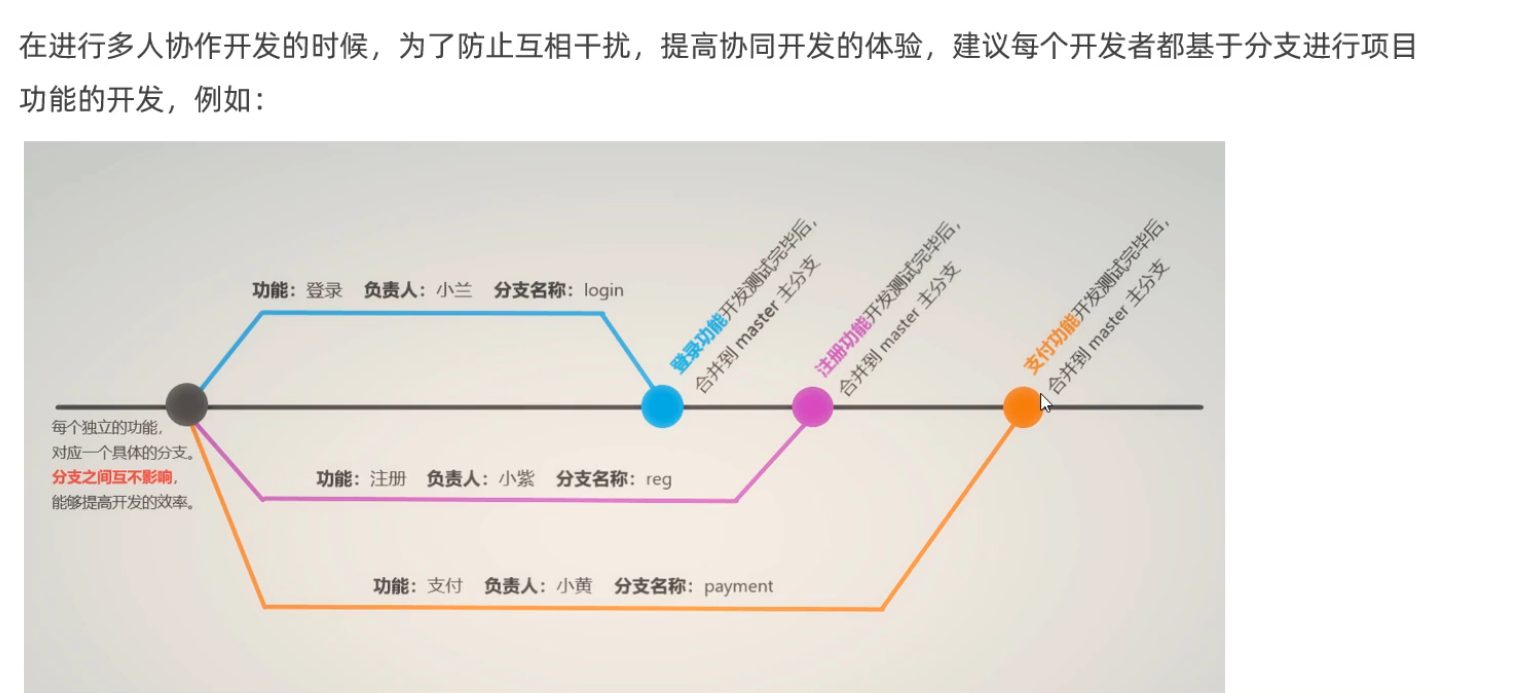 在进行多人协作开发的时候，为了防止互相干扰，提高协同开发的体验，建议每个开发者都基于分支进行项目
功能的开发，例如：
功能：登录 负责人：小兰 分支名称：login
登录功能开发测试完毕后，
合并到 master 主分支
注册功能开发测试完毕后，
合并到 master 主分支
支付功能开发测试完毕后，
合并到 master 主分支
每个独立的功能，
对应一个具体的分支。
分支之间互不影响，
能够提高开发的效率。
功能：注册 负责人：小紫 分支名称：reg
功能：支付 负责人：小黄 分支名称：payment